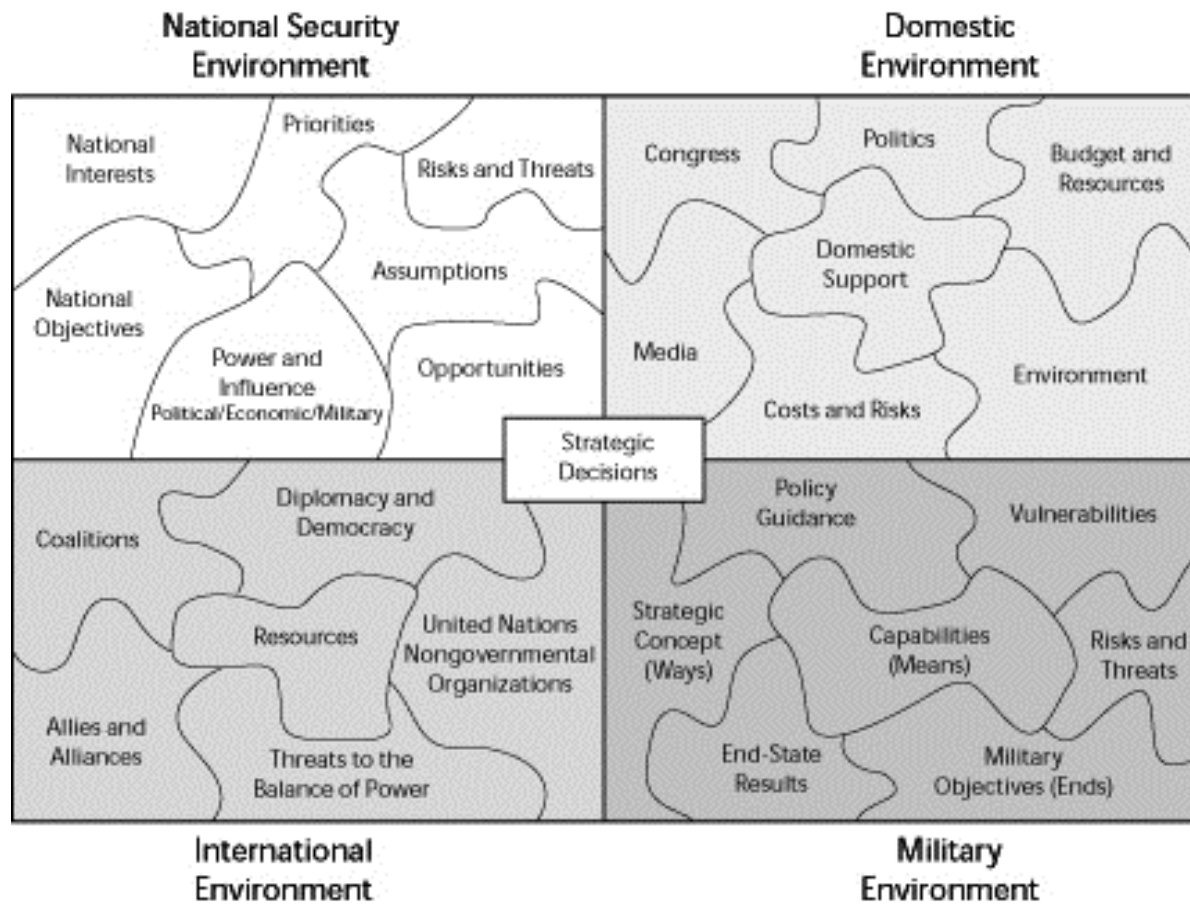 National Security
Environment
Domestic
Environment
National
Interests
Priorities
Risks and Threats
National
Objectives
Assumptions
Power and
Influence
Political/Economic/Military
Opportunities
Congress
Politics
Budget and
Resources
Domestic
Support
Media
Environment
Costs and Risks
Strategic
Decisions
Coalitions
Diplomacy and
Democracy
Resources
United Nations
Nongovernmental
Organizations
Allies and
Alliances
Threats to the
Balance of Power
Policy
Guidance
Vulnerabilities
Strategic
Concept
(Ways)
Capabilities
(Means)
Risks and
Threats
End-State
Results
Military
Objectives (Ends)
International
Environment
Military
Environment